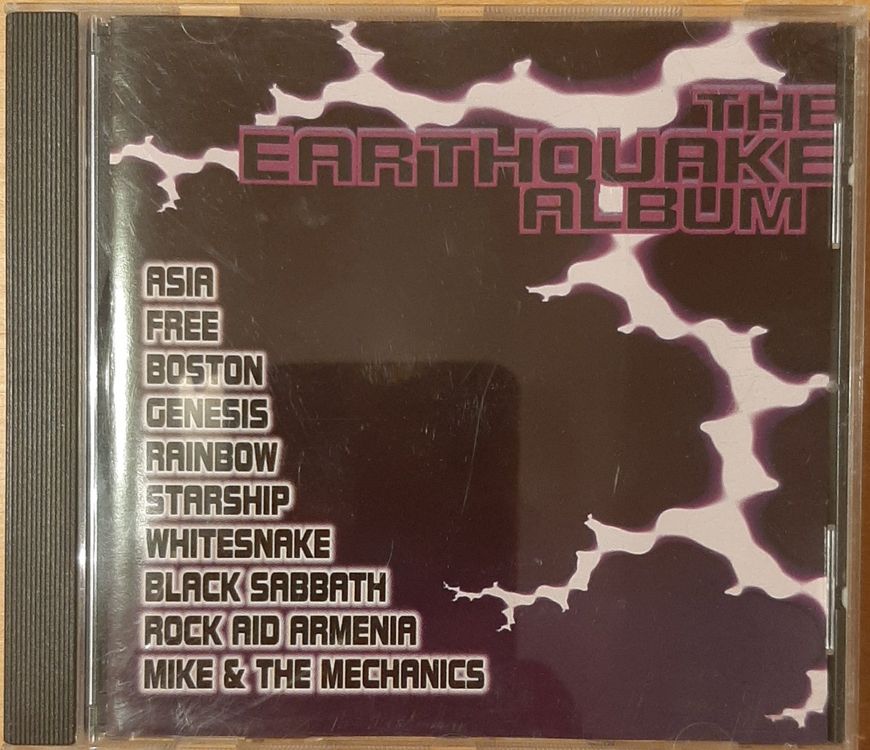 THE
EARTHQUAKE
ALBUM
ASIA
FREE
BOSTON
GENESIS
RAINBOW
STARSHIP
WHITESNAKE
BLACK SABBATH
ROCK AID ARMENIA
MIKE & THE MECHANICS